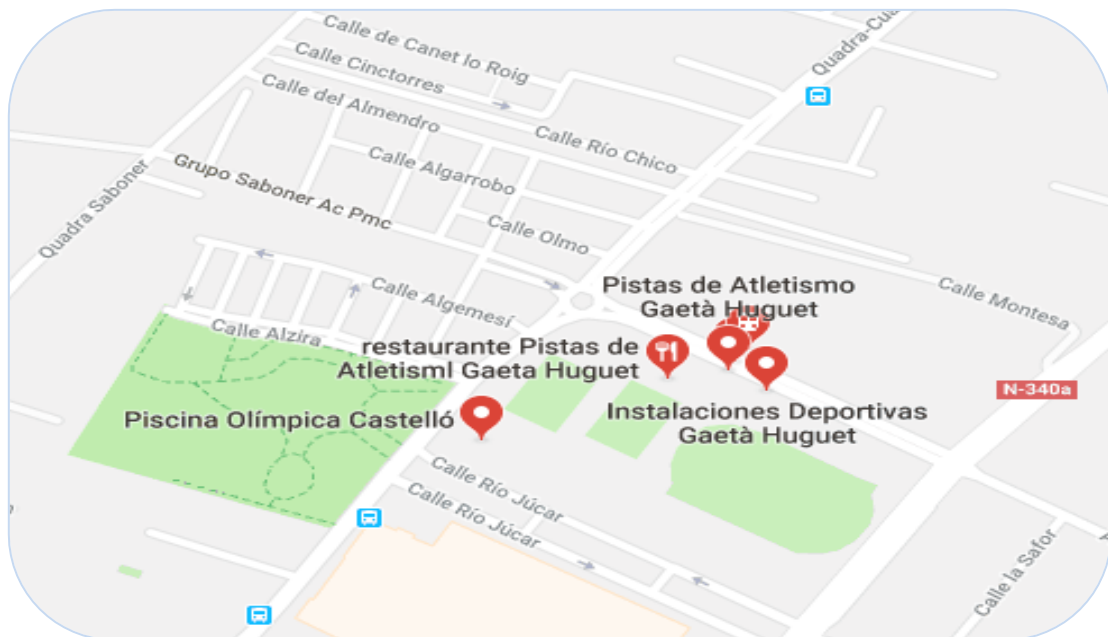 Calle de Canet lo Roig
Quadra-Cua
Calle Cinctorres
Calle del Almendro
Calle Río Chico
Calle Algarrobo
Grupo Saboner Ac Pmc
Quadra Saboner
Calle Olmo
Calle Montesa
Pistas de Atletismo
Gaetà Huguet
Calle Algemesí
Calle Alzira
restaurante Pistas de
Atletisml Gaeta Huguet
N-340a
Piscina Olímpica Castelló
Instalaciones Deportivas
Gaetà Huguet
Calle Río Júcar
Calle Río Júcar
Calle la Safor